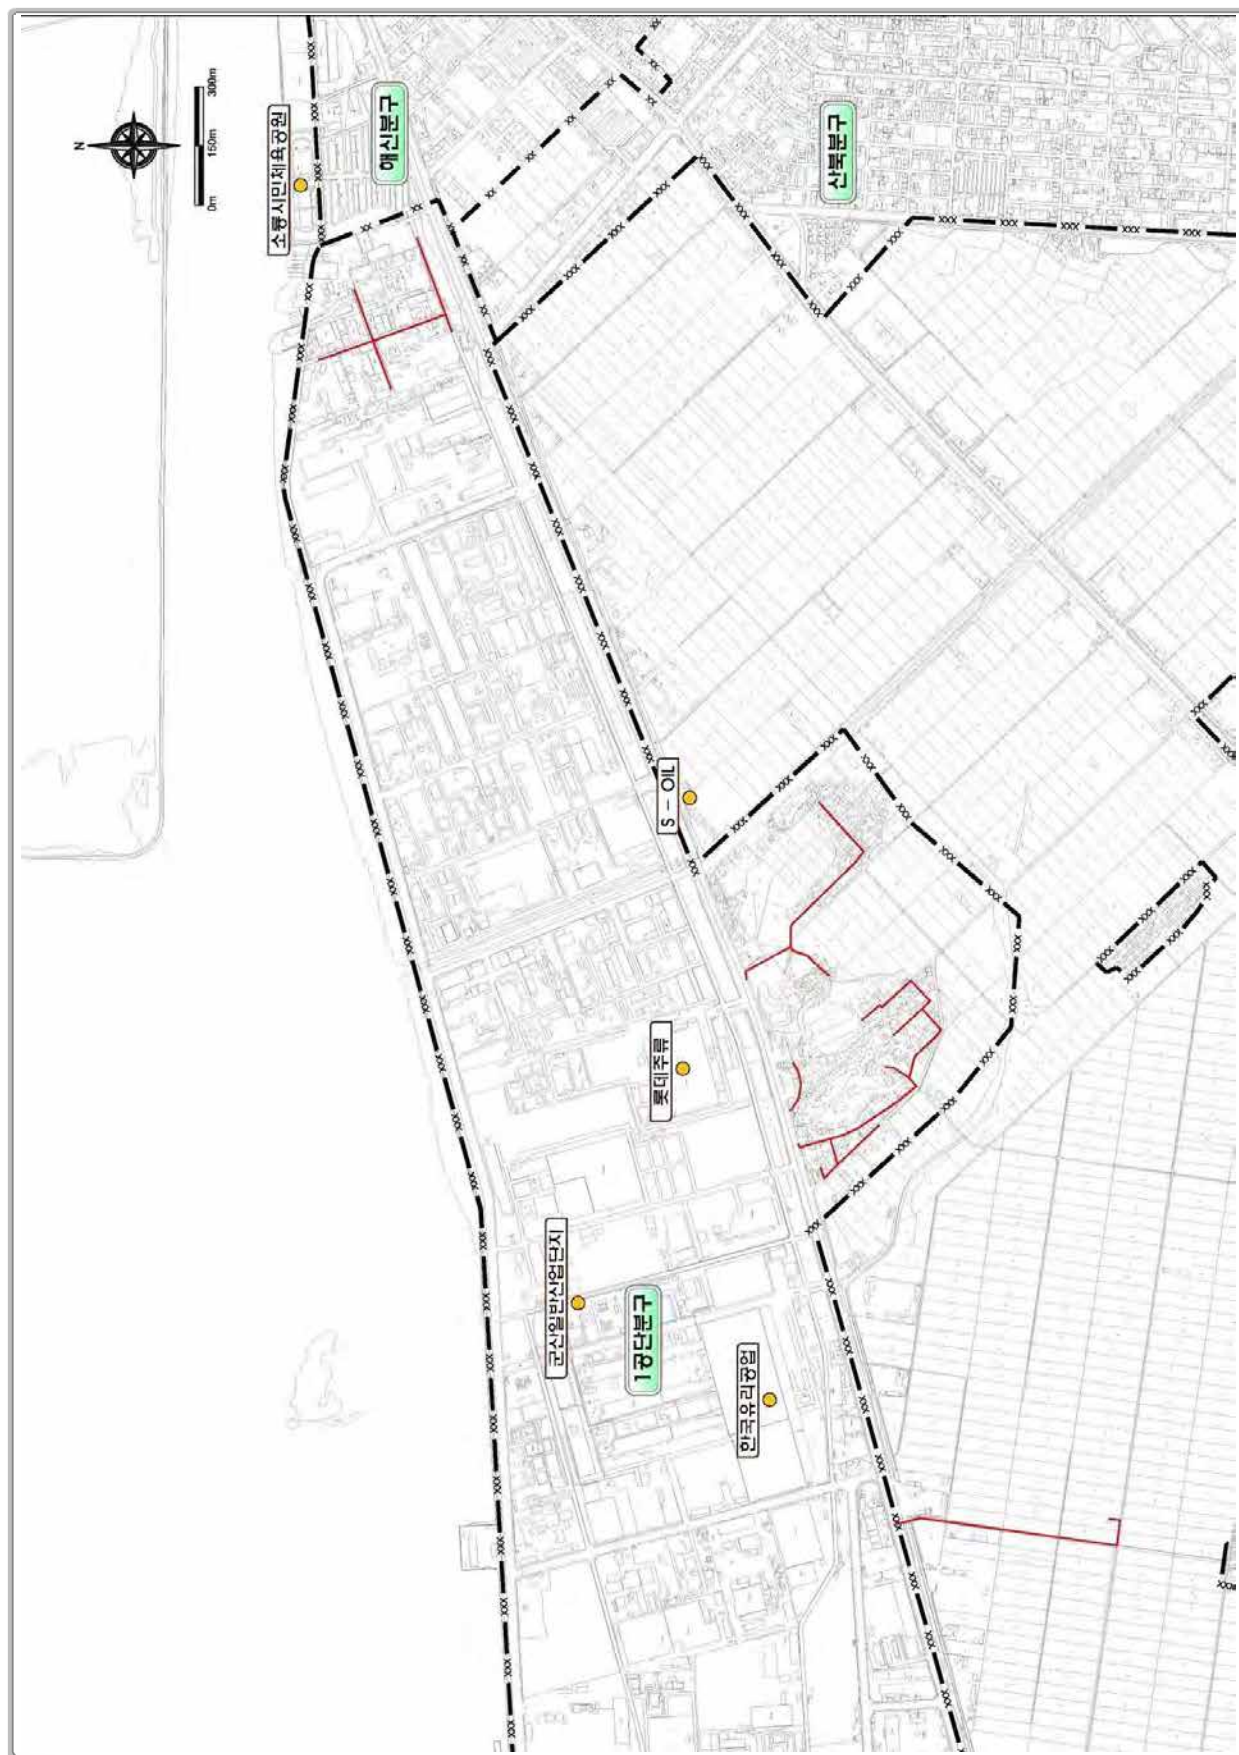 N
0m 150m 300m
소룡시민체육공원
해신분구
산북분구
S - OIL
롯데주류
군산일반산업단지
1공단분구
한국유리공업